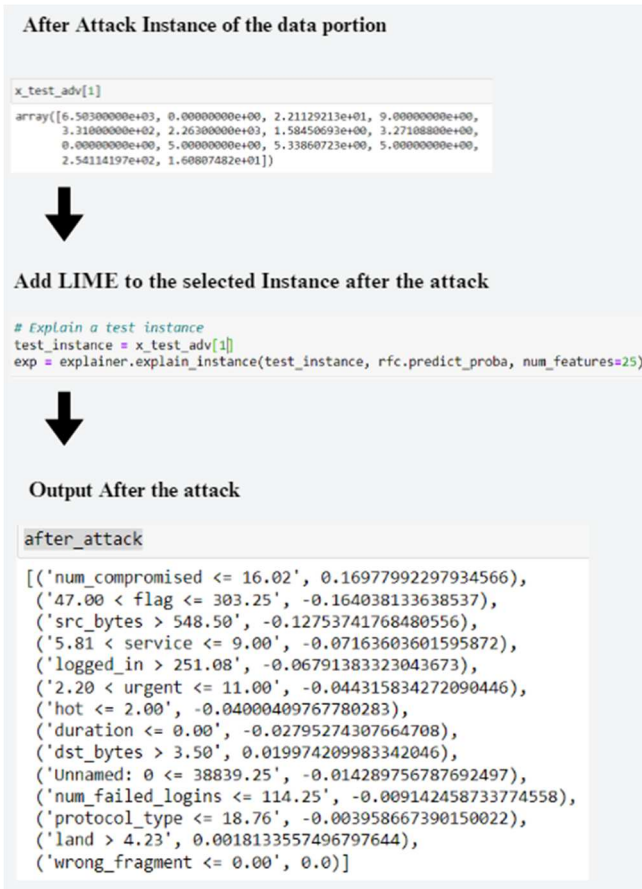 After Attack Instance of the data portion
x_test_adv[1]
array([6.50300000e+03, 0.00000000e+00, 2.21129213e+01, 9.00000000e+00,
3.31000000e+02, 2.26300000e+03, 1.58450693e+00, 3.27108800e+00,
0.00000000e+00, 5.00000000e+00, 5.33860723e+00, 5.00000000e+00,
2.54114197e+02, 1.60807482e+01])
Add LIME to the selected Instance after the attack
# Explain a test instance
test_instance = x_test_adv[1]
exp = explainer.explain_instance(test_instance, rfc.predict_proba, num_features=25)
Output After the attack
after_attack
[('num_compromised <= 16.02', 0.16977992297934566),
('47.00 < flag <= 303.25', -0.164038133638537),
('src_bytes > 548.50', -0.12753741768480556),
('5.81 < service <= 9.00', -0.07163603601595872),
('logged_in > 251.08', -0.06791383323043673),
('2.20 < urgent <= 11.00', -0.044315834272090446),
('hot <= 2.00', -0.04000409767780283),
('duration <= 0.00', -0.02795274307664708),
('dst_bytes > 3.50', 0.019974209983342046),
('Unnamed: 0 <= 38839.25', -0.014289756787692497),
('num_failed_logins <= 114.25', -0.009142458733774558),
('protocol_type <= 18.76', -0.003958667390150022),
('land > 4.23', 0.0018133557496797644),
('wrong_fragment <= 0.00', 0.0)]